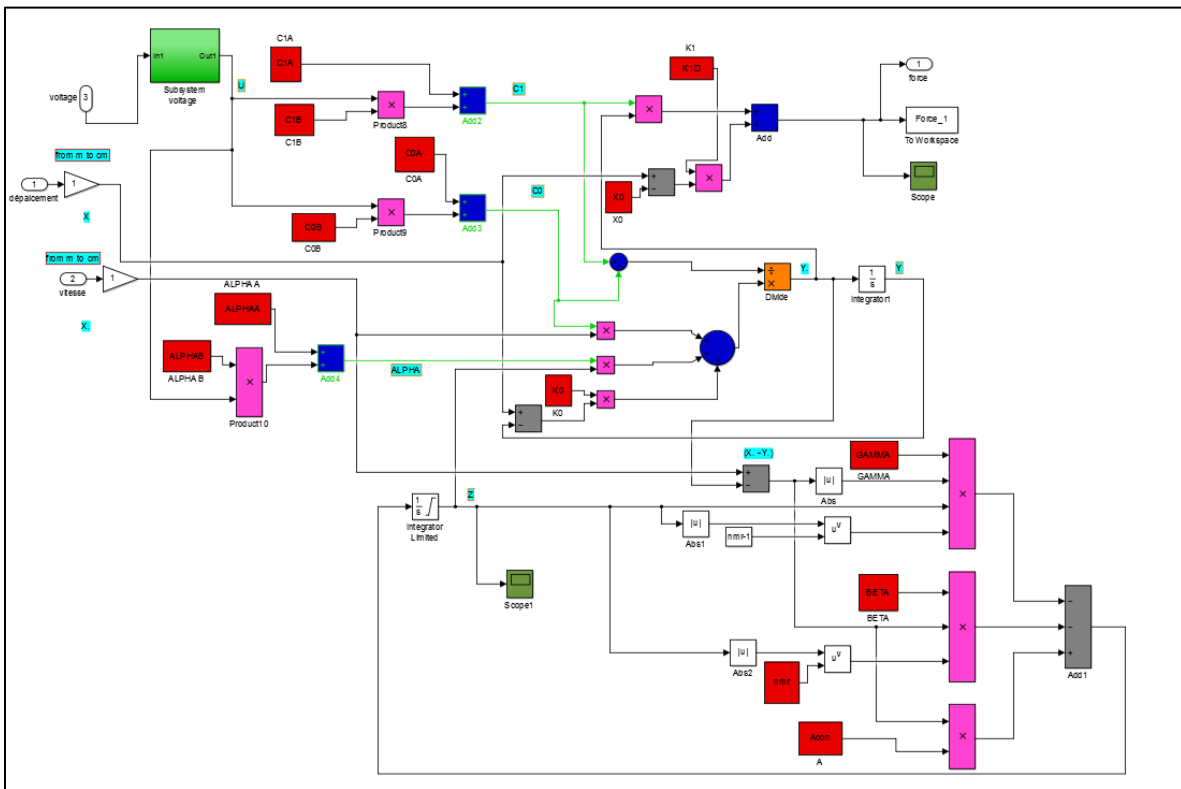 In1
Out1
Subsystem
voltage
3
voltage
U
C1A
C1A
C1B
C1B
×
Product8
+
+
Add2
C1
K1
K1D
×
+
+
Add
1
force
Force_1
To Workspace
Scope
C0A
C0A
from m to cm
1
dépalcement
1
X
C0B
C0B
×
Product9
+
+
Add3
C0
X0
X0
+
−
×
from m to cm
2
vitesse
1
X.
÷
×
Divide
Y.
1
s
Integrator1
Y
ALPHA A
ALPHAA
ALPHAB
ALPHA B
×
Product10
+
+
Add4
ALPHA
×
×
K0
K0
×
+
−
(X. -Y.)
+
−
|u|
Abs
GAMMA
GAMMA
×
1
s
Integrator
Limited
Z
|u|
Abs1
nmr-1
u^v
Scope1
BETA
BETA
×
|u|
Abs2
nmr
u^v
−
−
+
Add1
Acon
A
×